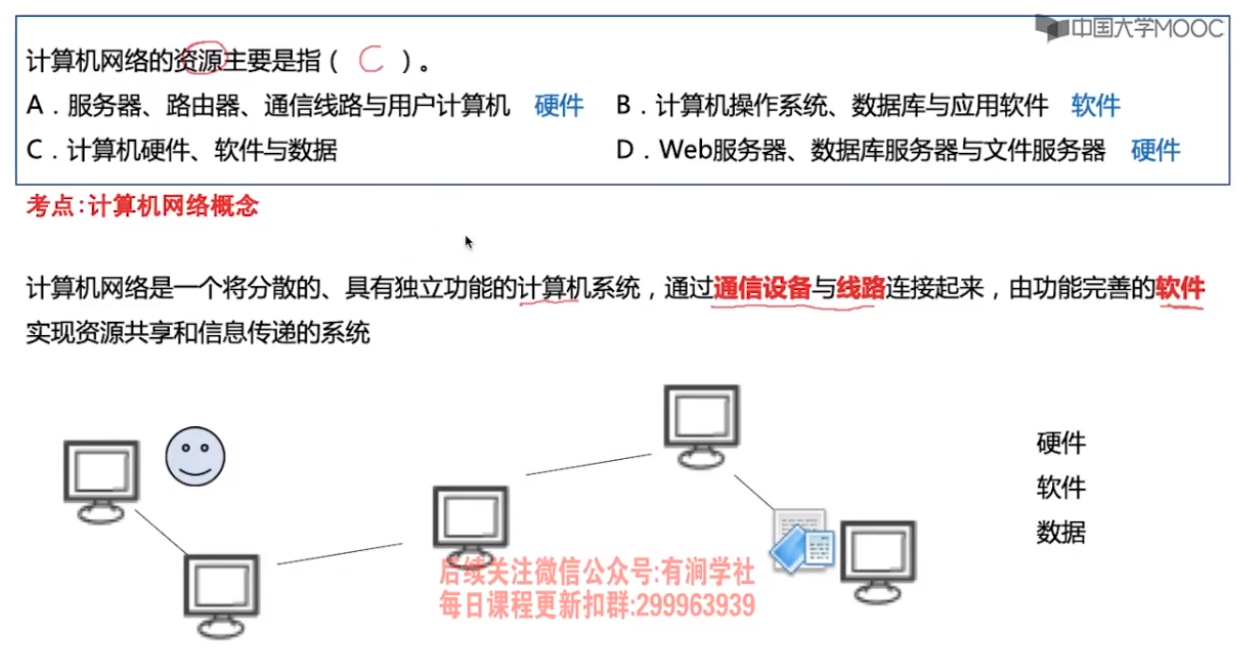 中国大学MOOC
计算机网络的资源主要是指( C )。
A．服务器、路由器、通信线路与用户计算机 硬件 B．计算机操作系统、数据库与应用软件 软件
C．计算机硬件、软件与数据 D．Web服务器、数据库服务器与文件服务器 硬件
考点:计算机网络概念
计算机网络是一个将分散的、具有独立功能的计算机系统，通过通信设备与线路连接起来，由功能完善的软件
实现资源共享和信息传递的系统
硬件
软件
数据
后续关注微信公众号:有涧学社
每日课程更新扣群:299963939